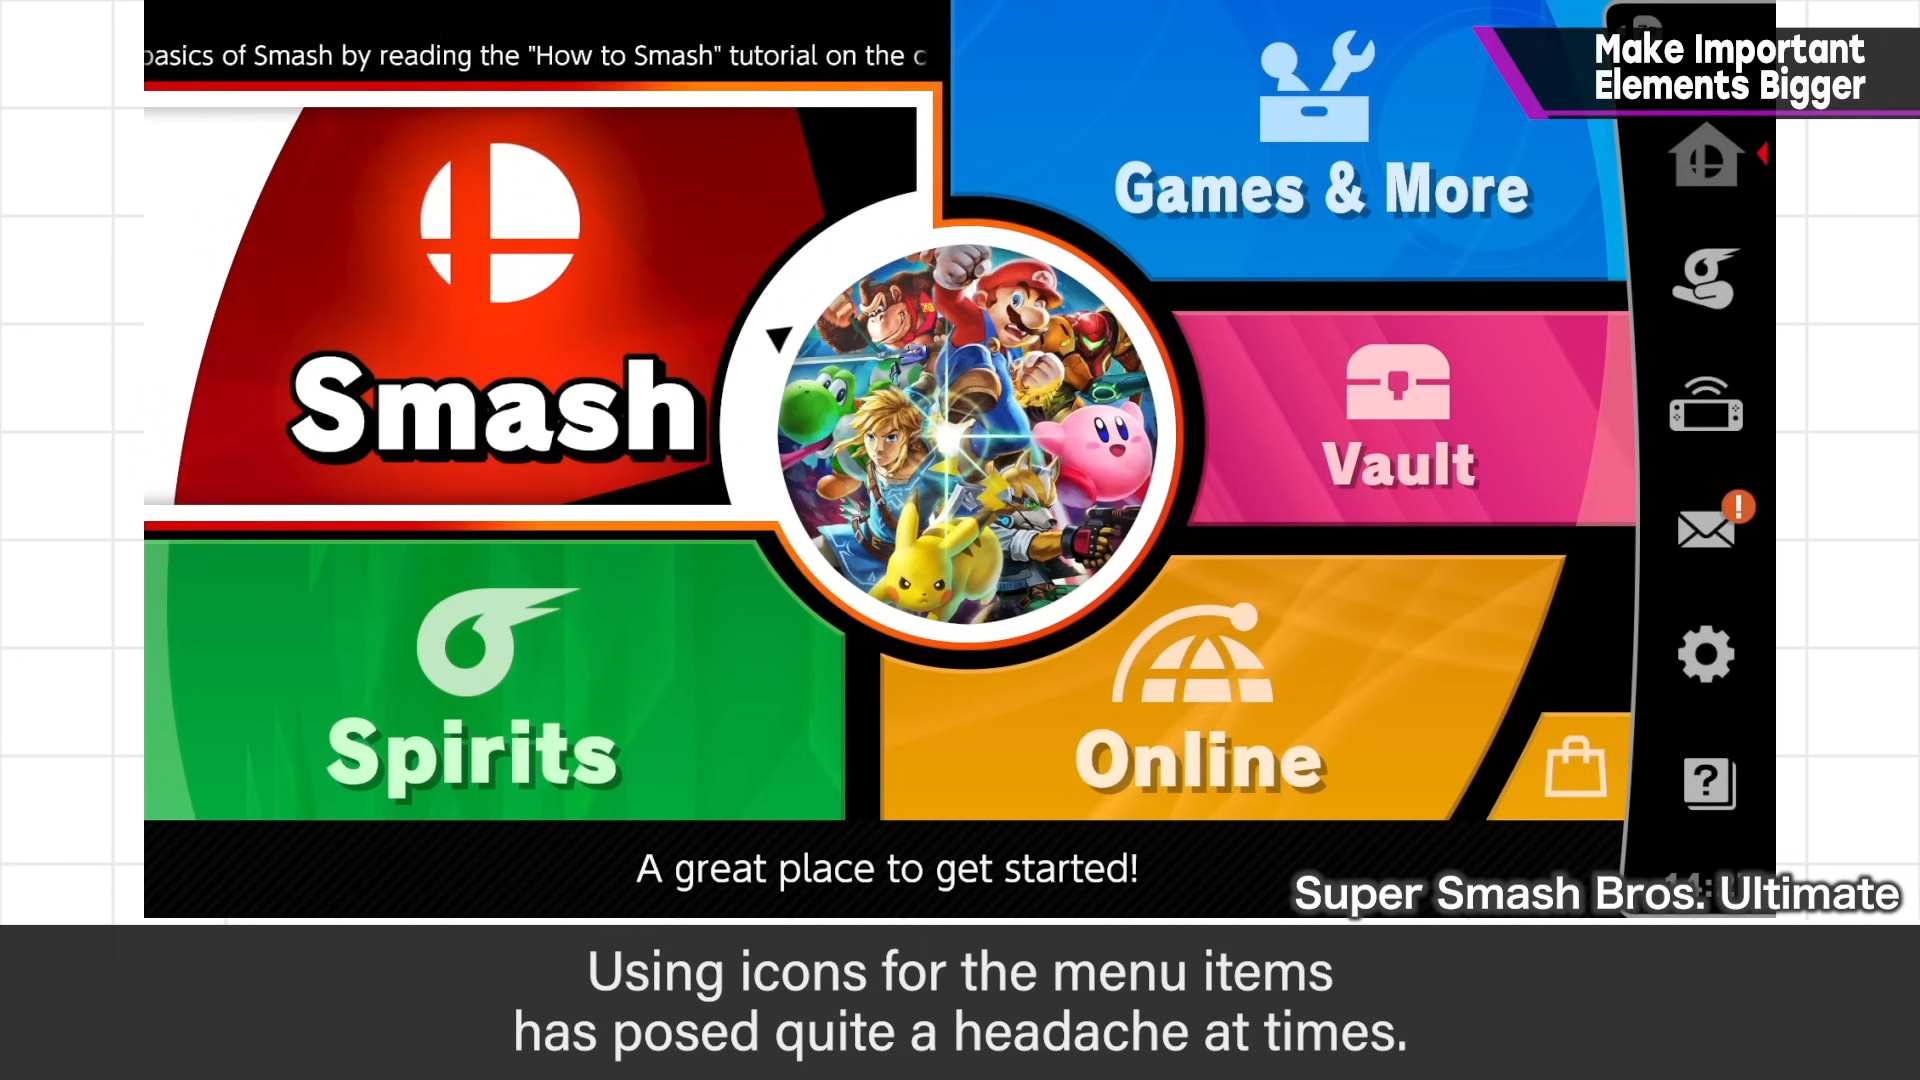 basics of Smash by reading the "How to Smash" tutorial on the
Make Important
Elements Bigger
Games & More
Smash
Vault
Spirits
Online
A great place to get started!
Super Smash Bros. Ultimate
Using icons for the menu items
has posed quite a headache at times.